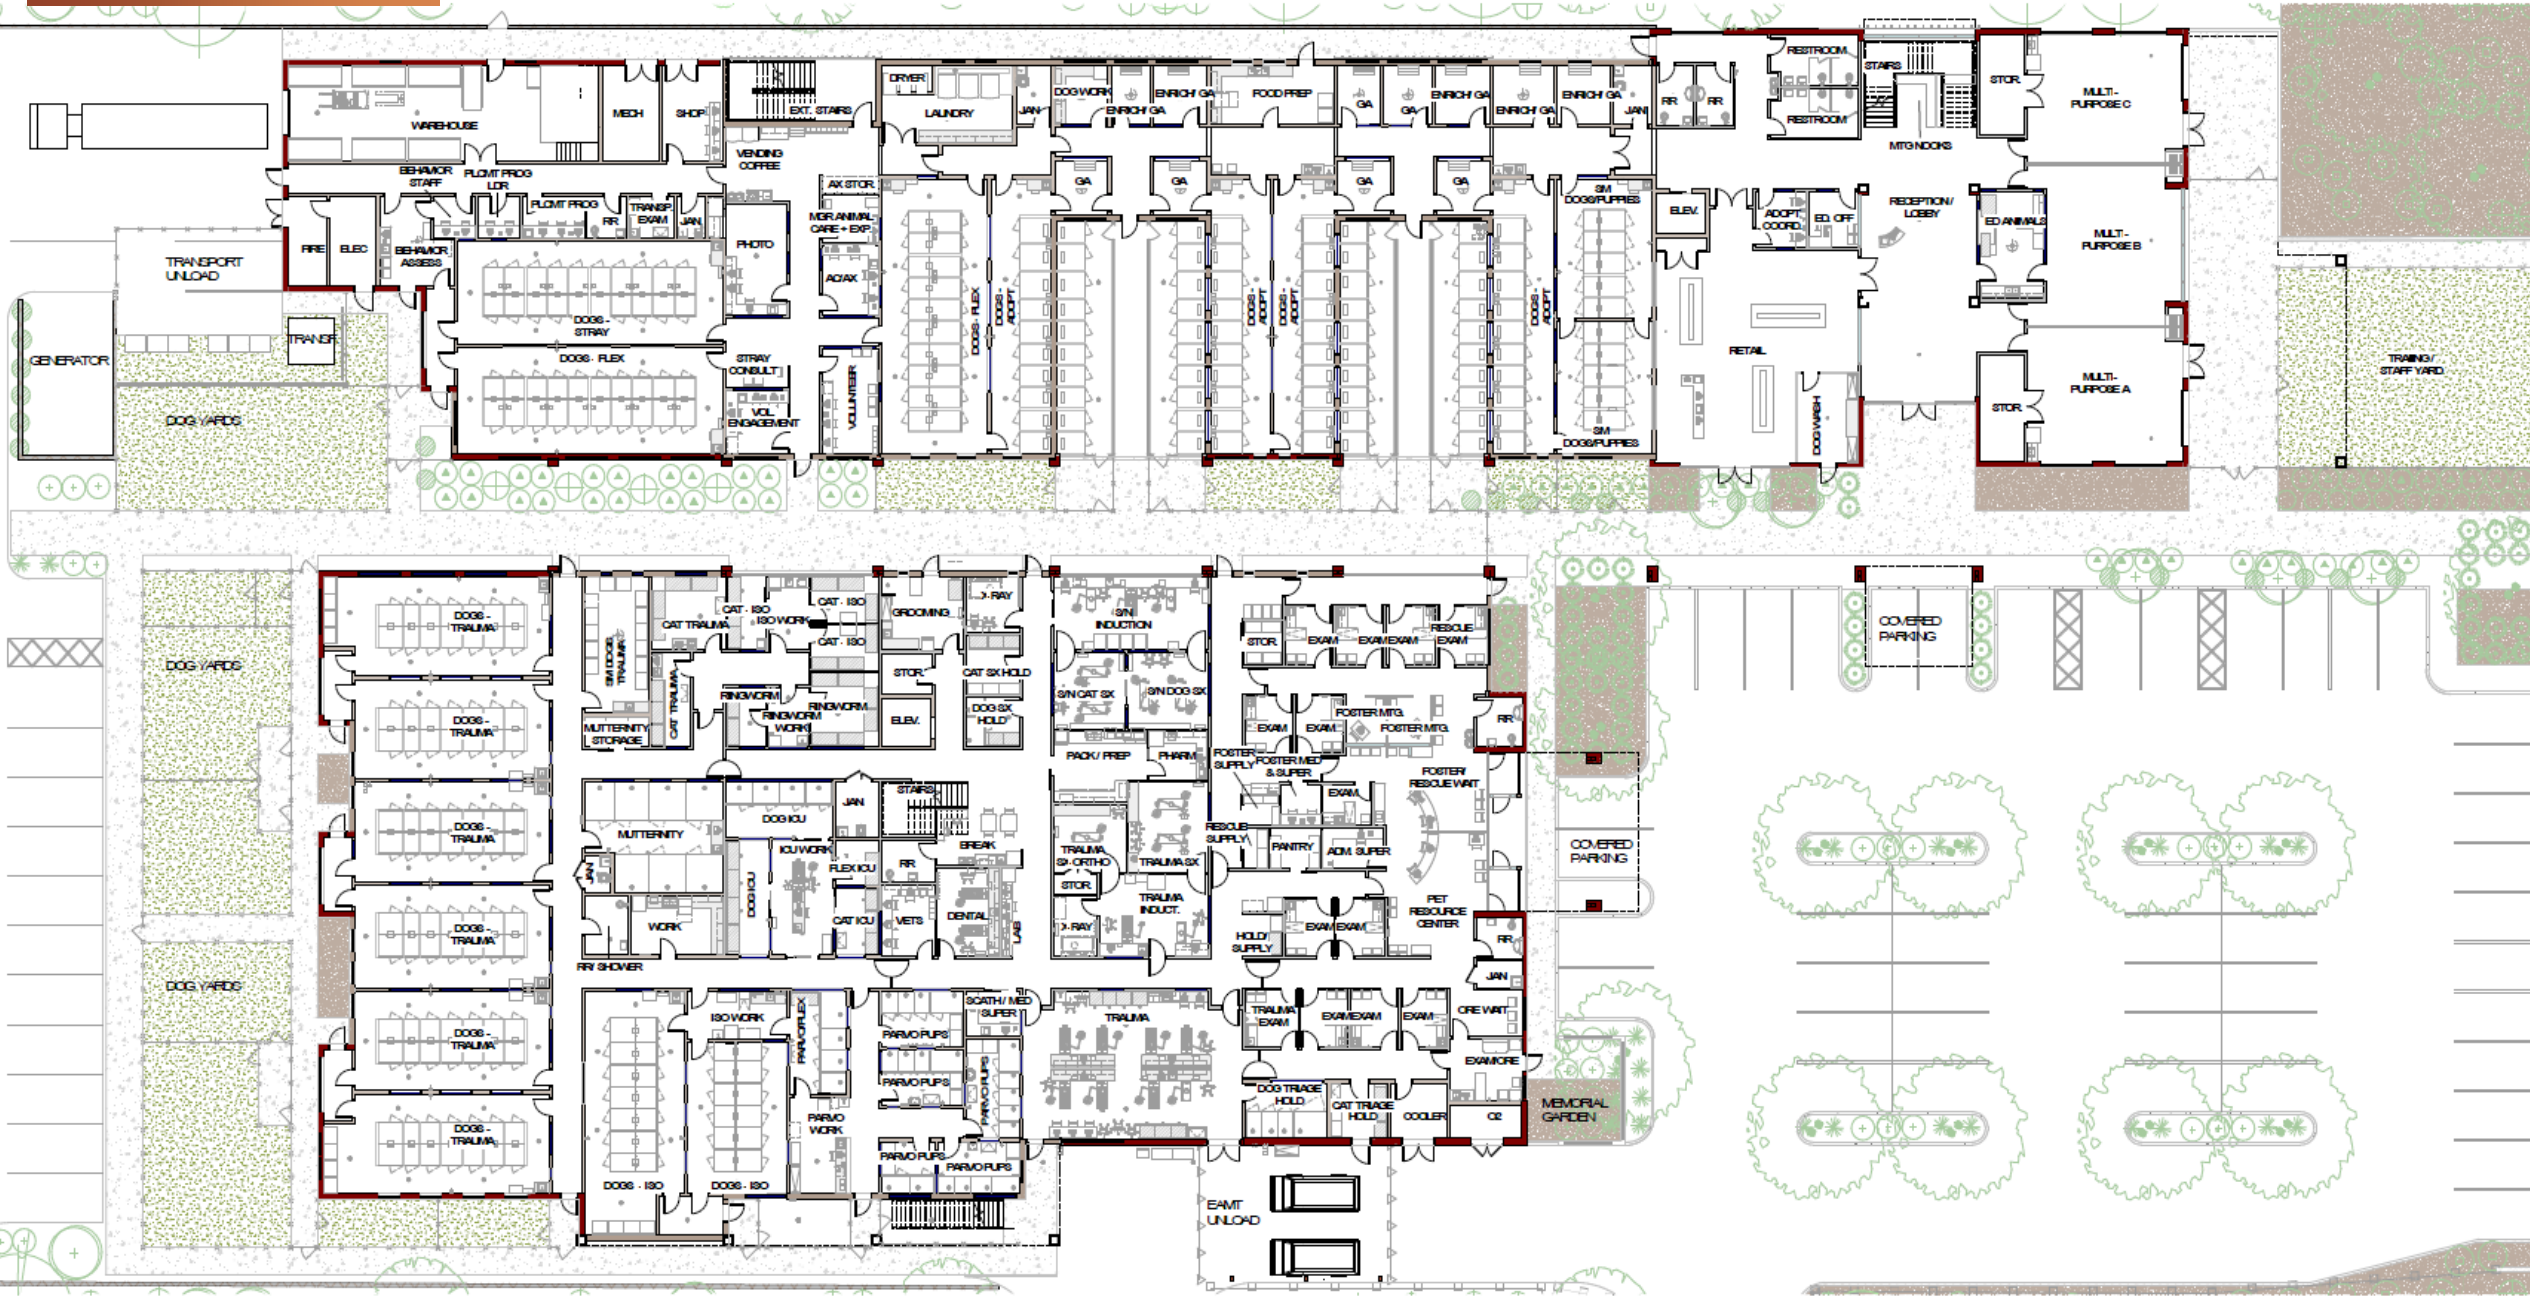 DRYER
RESTROOM
STAIRS
STOR.
WAREHOUSE
MECH
SHOP
EXT. STAIRS
LAUNDRY
JAN
DOG WORK
ENRICH/ GA
ENRICH/ GA
FOOD PREP
GA
GA
ENRICH/ GA
ENRICH/ GA
ENRICH/ GA
JAN
RR
RR
RESTROOM
MULTI-
PURPOSE C
MTG NOOKS
VENDING
COFFEE
BEHAVIOR
STAFF
PLCMT PROG
LDR
AX STOR.
GA
GA
GA
GA
SM
DOGS/PUPPIES
PLCMT PROG
RR
TRANSP.
EXAM
JAN
MGR ANIMAL
CARE + EXP.
ELEV.
ADOPT
COORD.
ED. OFF
RECEPTION/
LOBBY
ED ANIMALS
MULTI-
PURPOSE B
FIRE
ELEC
BEHAVIOR
ASSESS
PHOTO
AC/AX
TRANSPORT
UNLOAD
DOGS -
STRAY
DOGS - FLEX
DOGS -
ADOPT
DOGS -
ADOPT
DOGS -
ADOPT
DOGS -
ADOPT
TRANSF.
GENERATOR
DOGS - FLEX
STRAY
CONSULT
VOLUNTEER
RETAIL
MULTI-
PURPOSE A
TRAINING/
STAFF YARD
DOG YARDS
VOL
ENGAGEMENT
SM
DOGS/PUPPIES
DOG WASH
STOR.
DOGS -
TRAUMA
SM DOGS
TRAUMA
CAT TRAUMA
CAT - ISO
ISO WORK
CAT - ISO
CAT - ISO
GROOMING
X-RAY
S/N
INDUCTION
STOR.
EXAM
EXAM
EXAM
RESCUE
EXAM
COVERED
PARKING
DOG YARDS
CAT TRAUMA
STOR.
CAT SX HOLD
S/N CAT SX
S/N DOG SX
RINGWORM
RINGWORM
WORK
RINGWORM
ELEV.
DOG SX
HOLD
DOGS -
TRAUMA
MUTTERNITY
STORAGE
EXAM
EXAM
FOSTER MTG.
FOSTER MTG.
RR
PACK / PREP
PHARM
FOSTER
SUPPLY
FOSTER MED
& SUPER
FOSTER/
RESCUE WAIT
EXAM
STAIRS
JAN
DOG ICU
DOGS -
TRAUMA
MUTTERNITY
BREAK
RESCUE
SUPPLY
PANTRY
ADM. SUPER
COVERED
PARKING
ICU WORK
FLEX ICU
RR
TRAUMA
SX- ORTHO
TRAUMA SX
JAN
DOG ICU
STOR.
TRAUMA
INDUCT.
PET
RESOURCE
CENTER
CAT ICU
VETS
DENTAL
LAB
X-RAY
WORK
DOGS -
TRAUMA
HOLD/
SUPPLY
EXAM
EXAM
RR
RR/ SHOWER
JAN
DOG YARDS
ISO WORK
PARVO FLEX
PARVO PUPS
SCATH / MED
SUPER
TRAUMA
TRAUMA
EXAM
EXAM
EXAM
EXAM
ORE WAIT
DOGS -
TRAUMA
PARVO PUPS
PARVO PUPS
EXAM/ORE
DOG TRIAGE
HOLD
CAT TRIAGE
HOLD
COOLER
O2
MEMORIAL
GARDEN
PARVO
WORK
DOGS -
TRAUMA
PARVO PUPS
PARVO PUPS
DOGS - ISO
DOGS - ISO
EAMT
UNLOAD